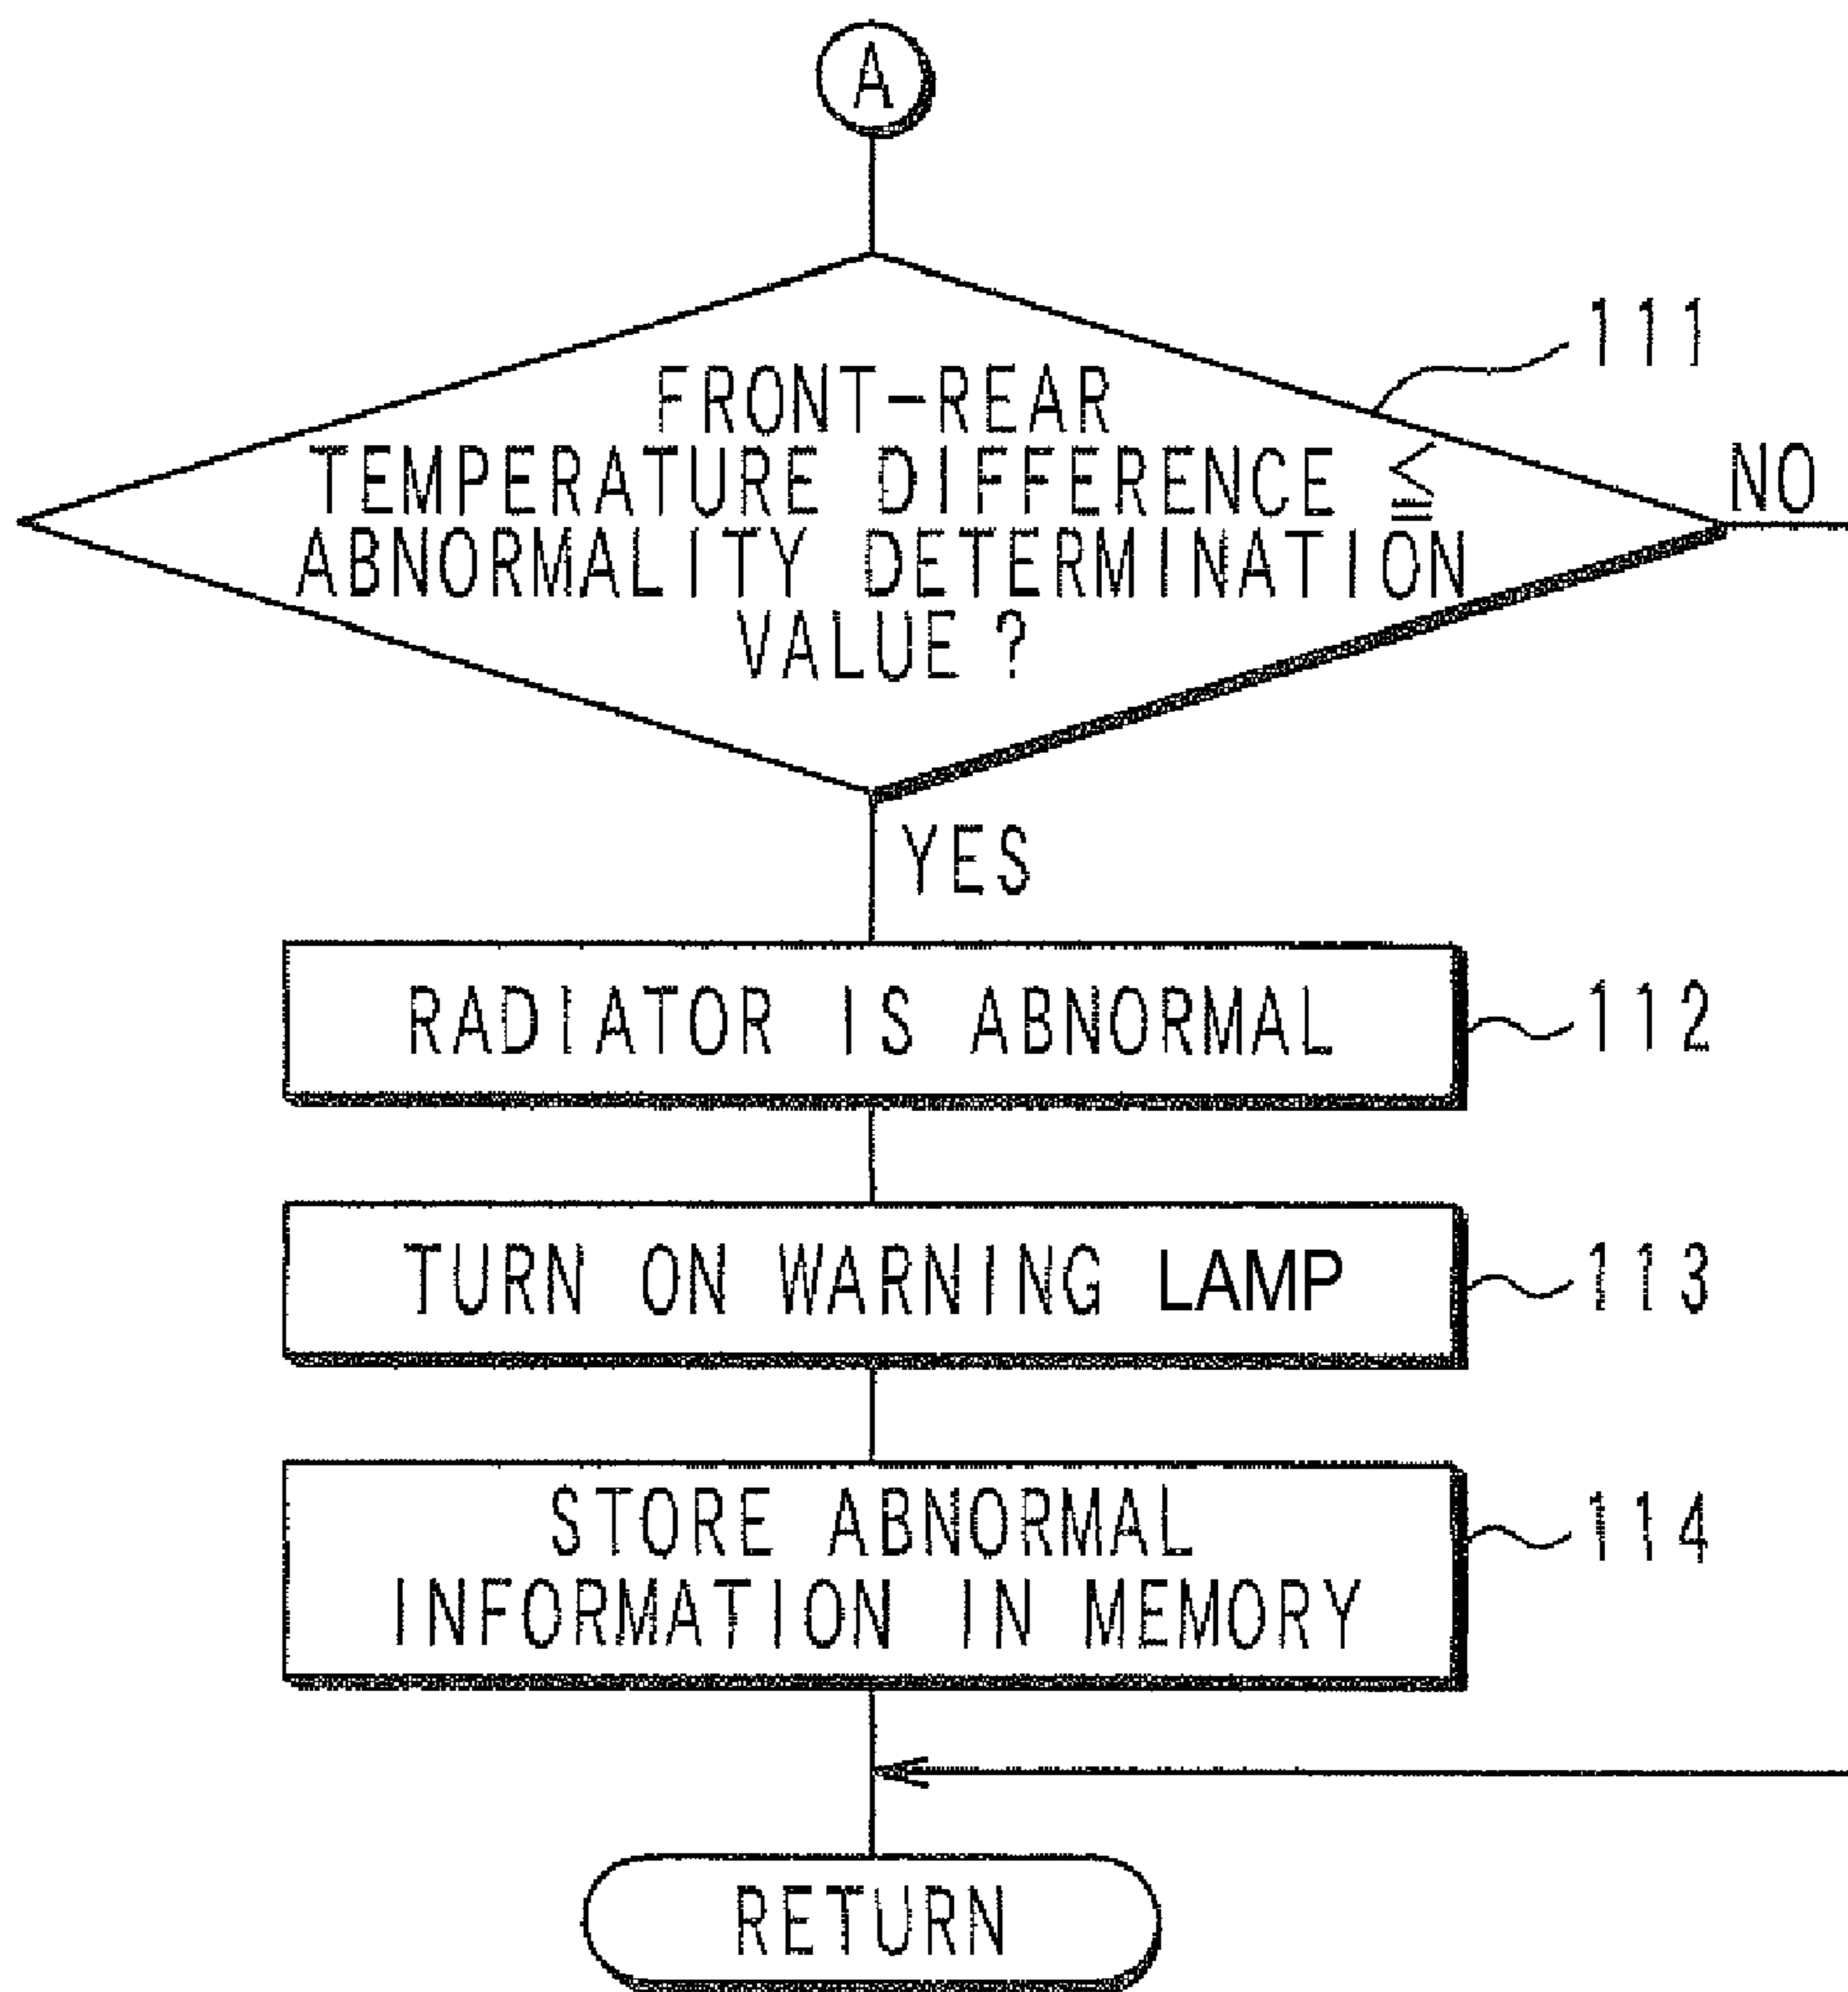 A
111
FRONT-REAR
TEMPERATURE DIFFERENCE ≦
ABNORMALITY DETERMINATION
VALUE ?
NO
YES
RADIATOR IS ABNORMAL
112
TURN ON WARNING LAMP
113
STORE ABNORMAL
INFORMATION IN MEMORY
114
RETURN